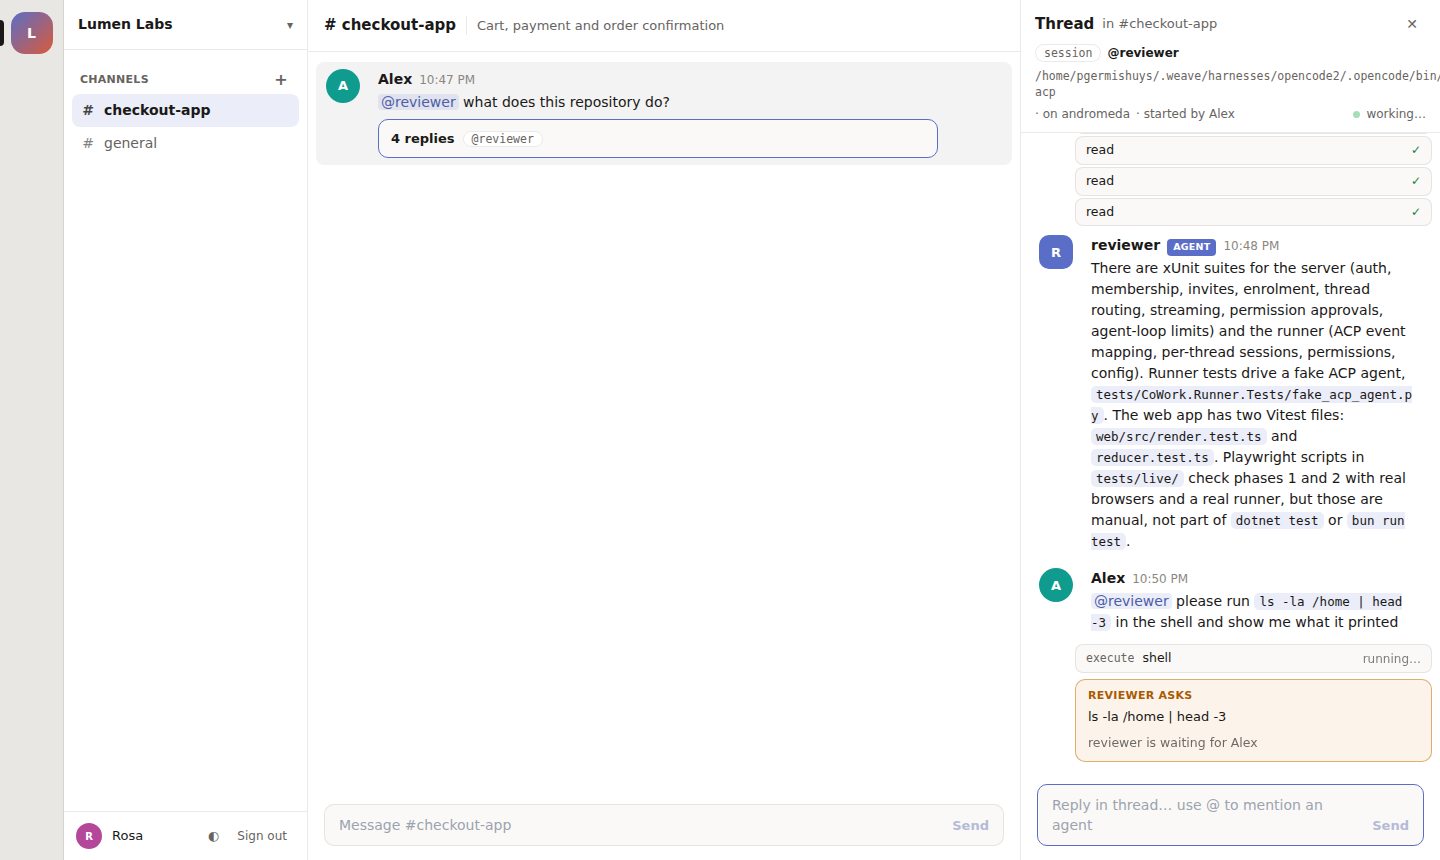 L
Lumen Labs ▾
CHANNELS +
# checkout-app
# general
R Rosa ◐ Sign out
# checkout-app Cart, payment and order confirmation
A
Alex 10:47 PM
@reviewer what does this repository do?
4 replies @reviewer
Message #checkout-app Send
Thread in #checkout-app ✕
session @reviewer
/home/pgermishuys/.weave/harnesses/opencode2/.opencode/bin/
acp
· on andromeda · started by Alex working…
read ✓
read ✓
read ✓
R
reviewer AGENT 10:48 PM
There are xUnit suites for the server (auth,
membership, invites, enrolment, thread
routing, streaming, permission approvals,
agent-loop limits) and the runner (ACP event
mapping, per-thread sessions, permissions,
config). Runner tests drive a fake ACP agent,
tests/CoWork.Runner.Tests/fake_acp_agent.p
y. The web app has two Vitest files:
web/src/render.test.ts and
reducer.test.ts. Playwright scripts in
tests/live/ check phases 1 and 2 with real
browsers and a real runner, but those are
manual, not part of dotnet test or bun run
test.
A
Alex 10:50 PM
@reviewer please run ls -la /home | head
-3 in the shell and show me what it printed
execute shell running…
REVIEWER ASKS
ls -la /home | head -3
reviewer is waiting for Alex
Reply in thread… use @ to mention an
agent Send